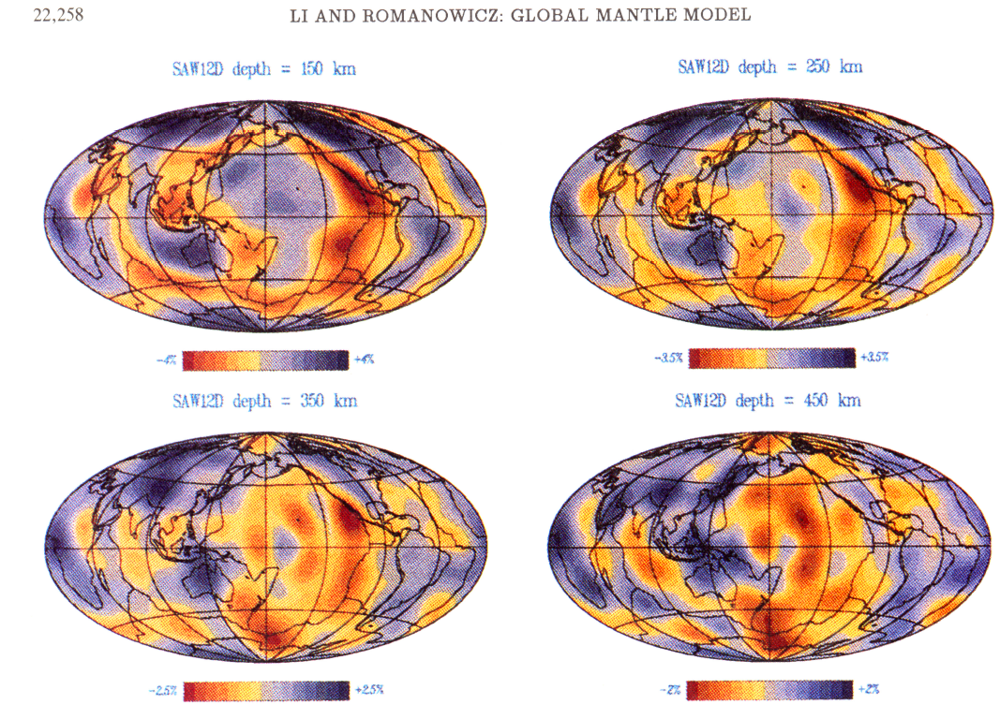 22,258 LI AND ROMANOWICZ: GLOBAL MANTLE MODEL
SAW12D depth = 150 km
SAW12D depth = 250 km
-4% +4%
-3.5% +3.5%
SAW12D depth = 350 km
SAW12D depth = 450 km
-2.5% +2.5%
-2% +2%